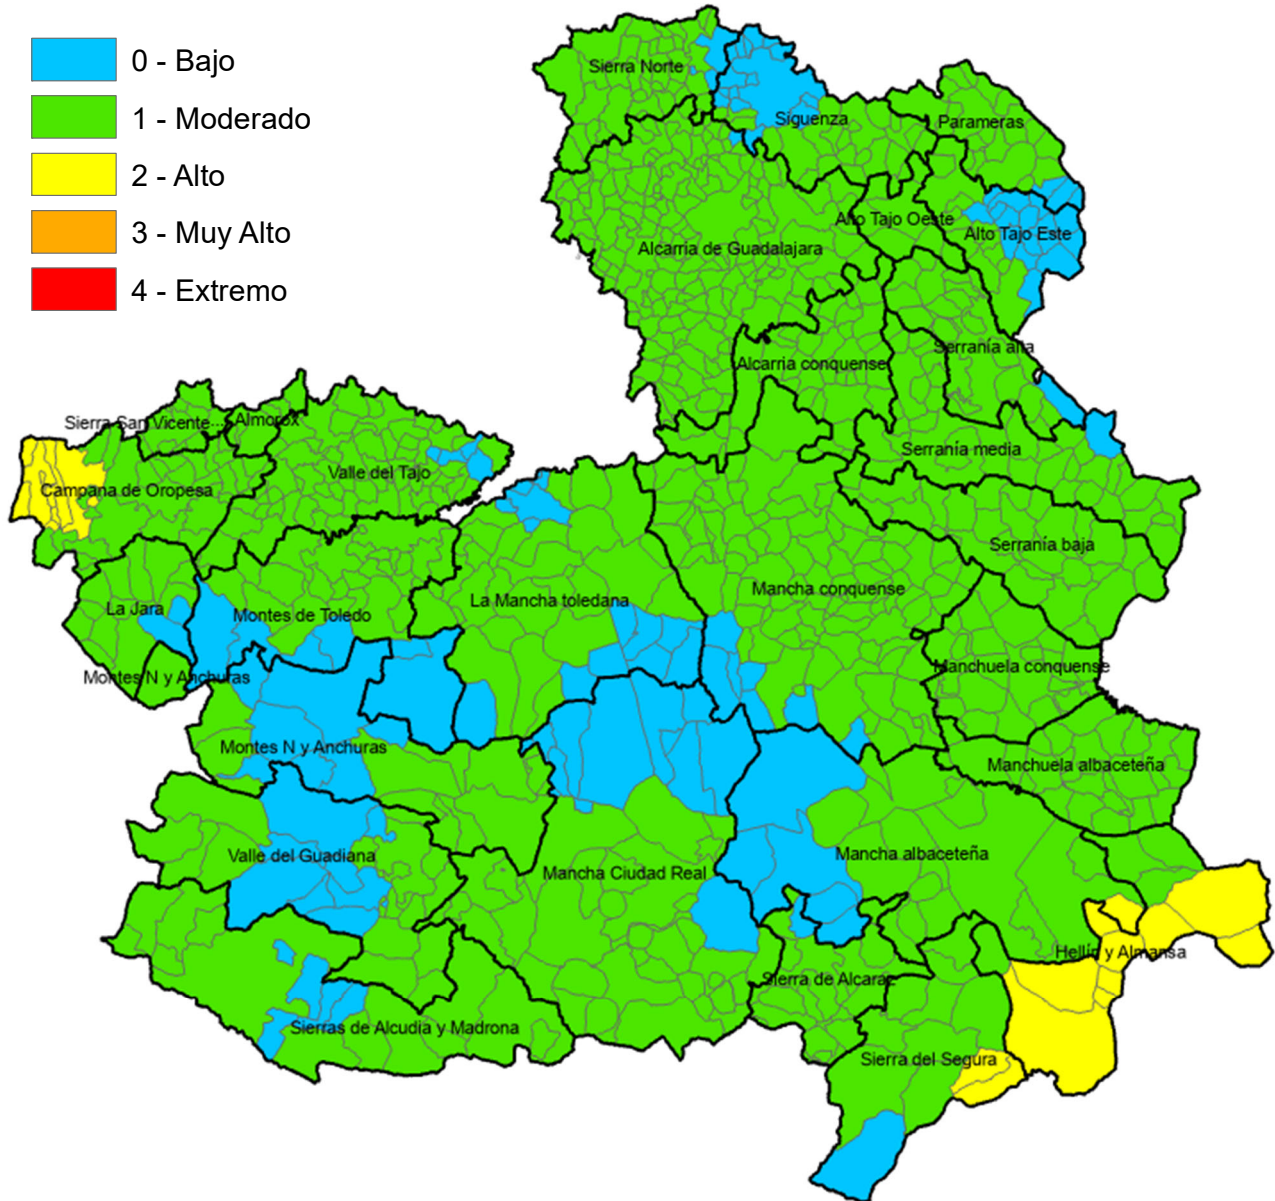 0 - Bajo
1 - Moderado
2 - Alto
3 - Muy Alto
4 - Extremo
Sierra Norte
Sigüenza
Parameras
Alto Tajo Oeste
Alto Tajo Este
Alcarria de Guadalajara
Serranía alta
Alcarria conquense
Sierra San Vicente...
Almorox
Serranía media
Valle del Tajo
Campana de Oropesa
Serranía baja
Mancha conquense
La Mancha toledana
La Jara
Montes de Toledo
Manchuela conquense
Montes N y Anchuras
Montes N y Anchuras
Manchuela albaceteña
Valle del Guadiana
Mancha albaceteña
Mancha Ciudad Real
Hellín y Almansa
Sierra de Alcaraz
Sierras de Alcudia y Madrona
Sierra del Segura